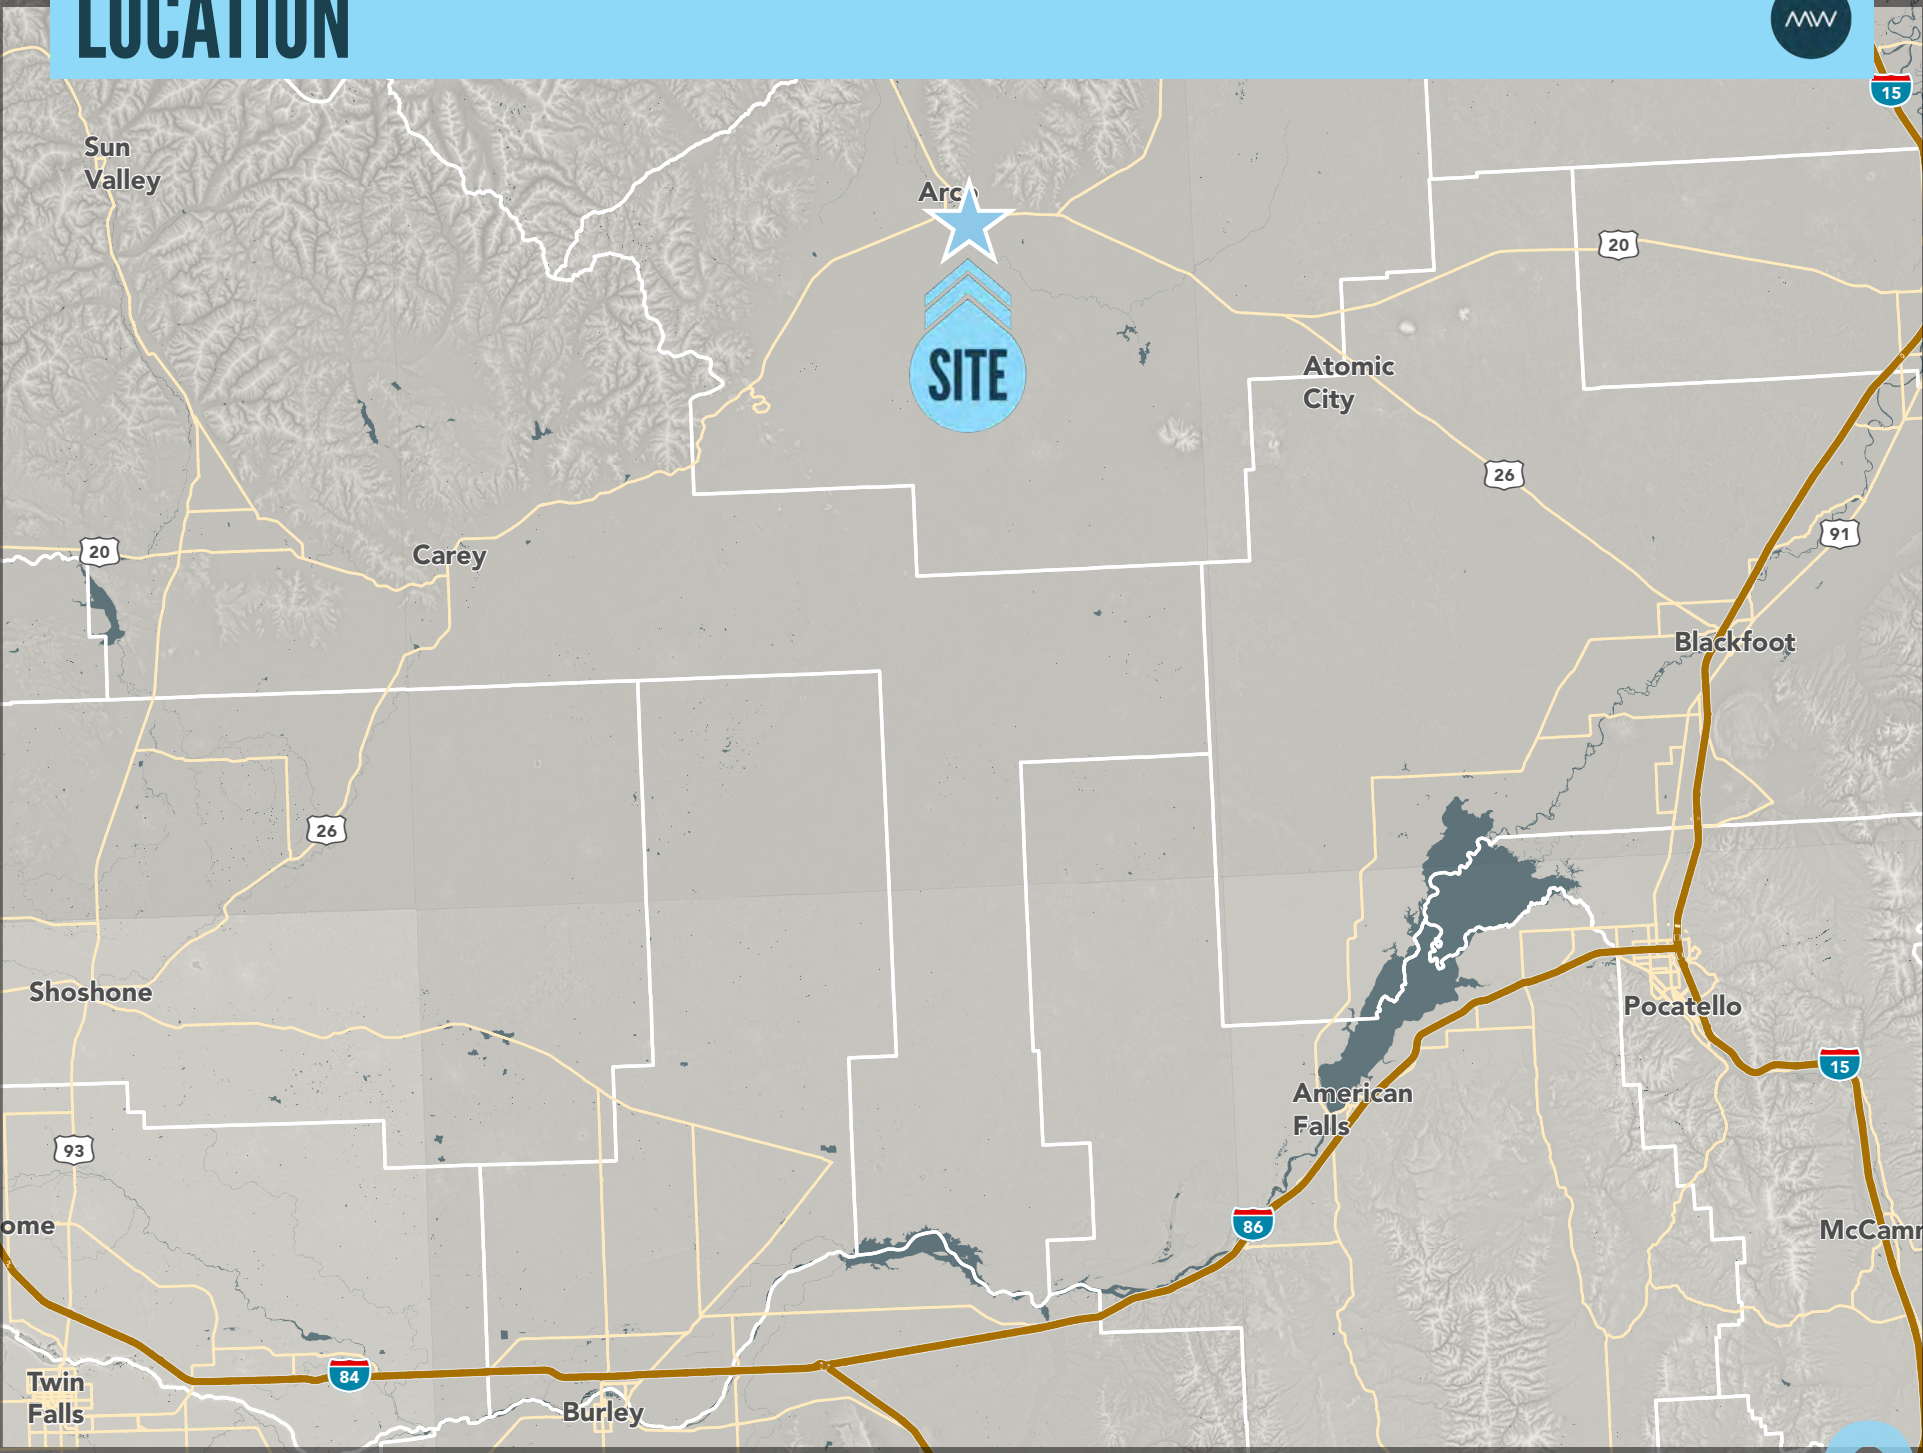 LOCATION
MW
15
Sun
Valley
Arco
20
SITE
Atomic
City
26
91
20
Carey
Blackfoot
26
Shoshone
Pocatello
15
American
Falls
93
86
ome
McCam
84
Twin
Falls
Burley